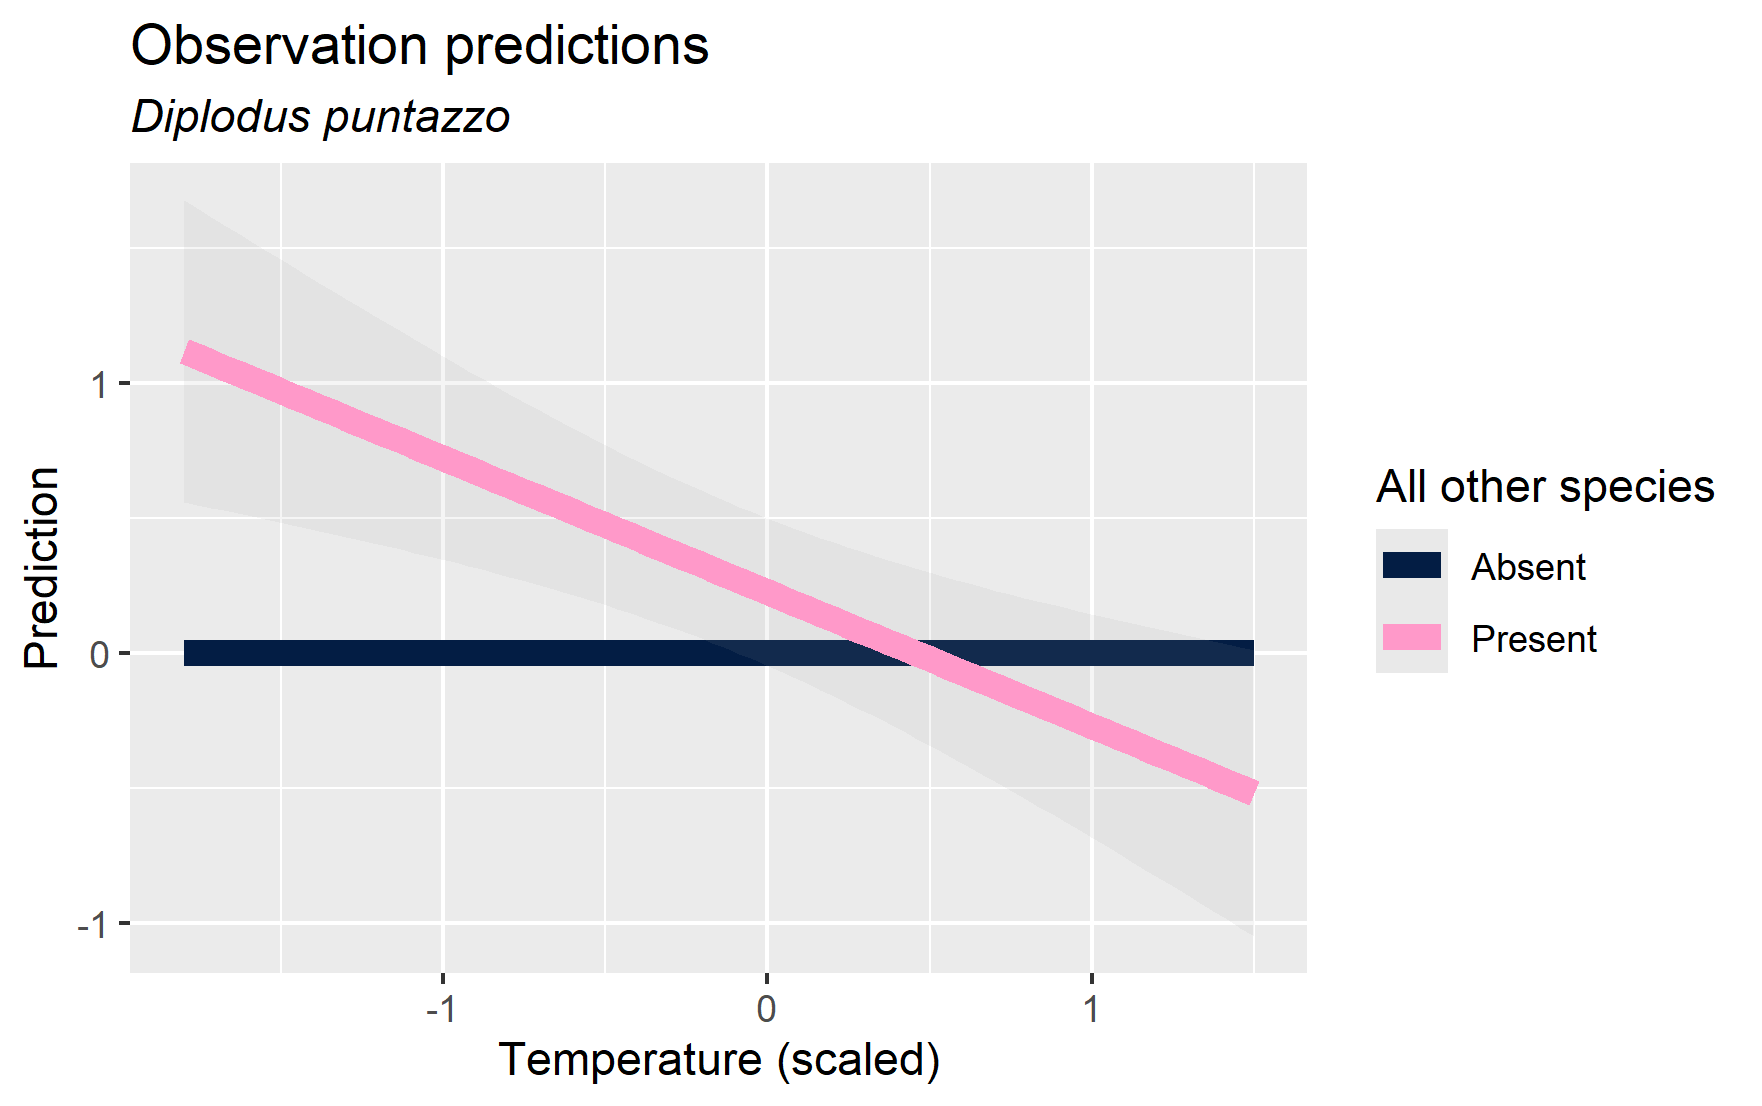 Observation predictions
Diplodus puntazzo
Prediction
1
0
-1
-1
0
1
Temperature (scaled)
All other species
Absent
Present